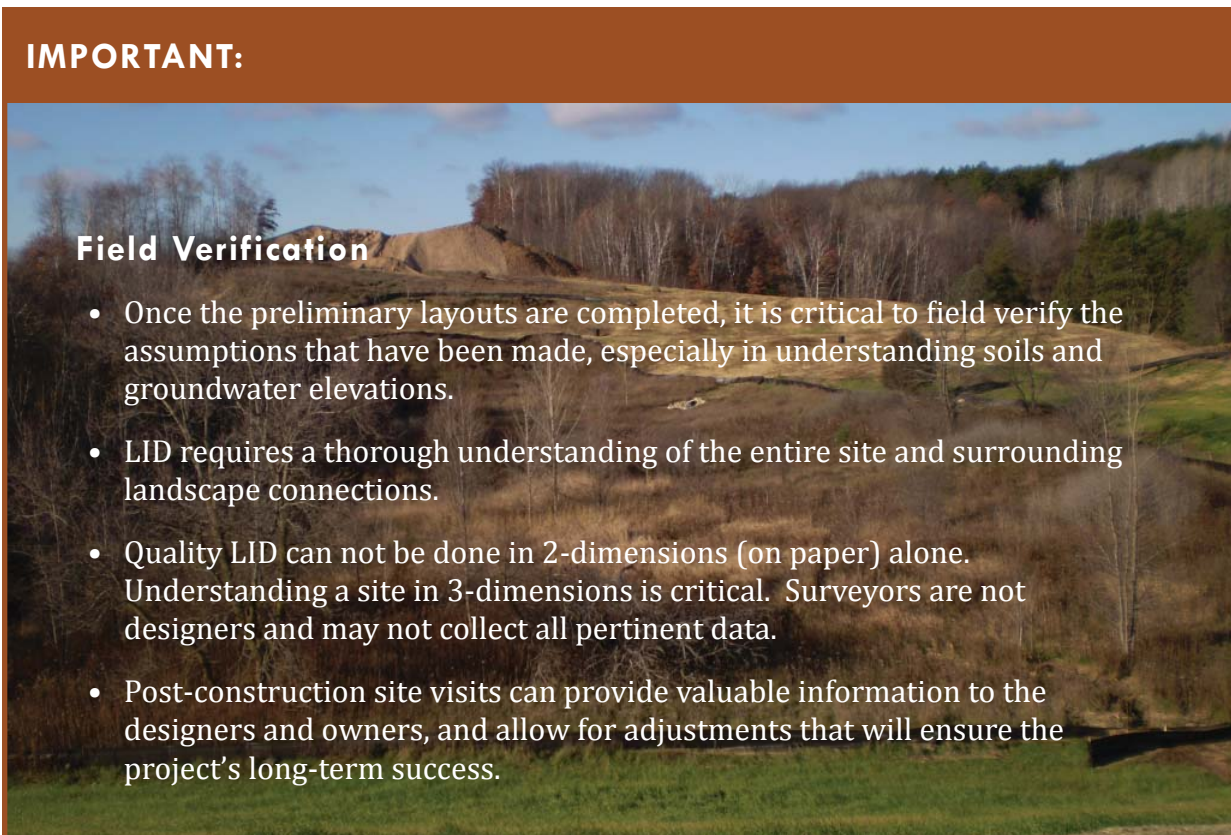 IMPORTANT:
Field Verification
• Once the preliminary layouts are completed, it is critical to field verify the
assumptions that have been made, especially in understanding soils and
groundwater elevations.
• LID requires a thorough understanding of the entire site and surrounding
landscape connections.
• Quality LID can not be done in 2-dimensions (on paper) alone.
Understanding a site in 3-dimensions is critical.  Surveyors are not
designers and may not collect all pertinent data.
• Post-construction site visits can provide valuable information to the
designers and owners, and allow for adjustments that will ensure the
project's long-term success.